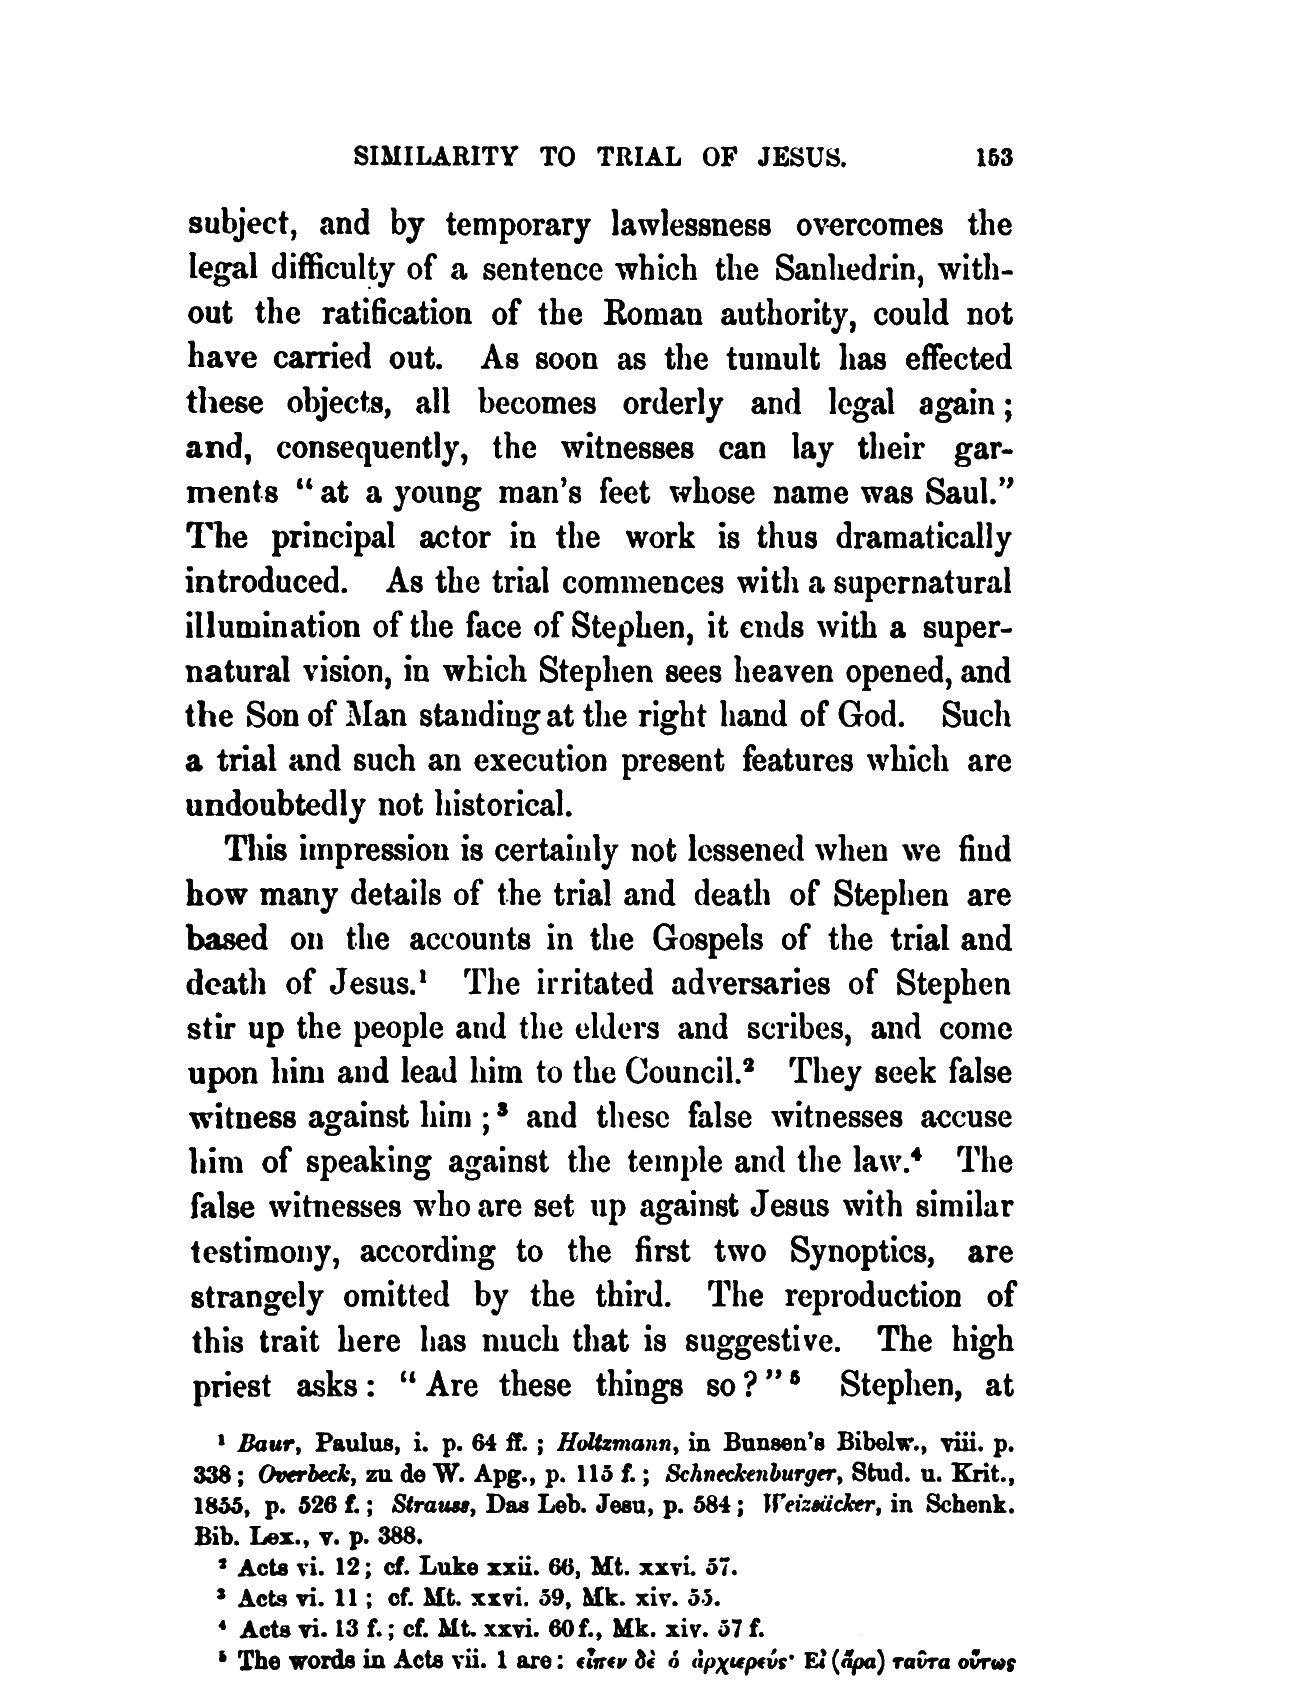 SIMILARITY TO TRIAL OF JESUS. 153
subject, and by temporary lawlessness overcomes the
legal difficulty of a sentence which the Sanhedrin, with-
out the ratification of the Roman authority, could not
have carried out. As soon as the tumult has effected
these objects, all becomes orderly and legal again;
and, consequently, the witnesses can lay their gar-
ments "at a young man's feet whose name was Saul."
The principal actor in the work is thus dramatically
introduced. As the trial commences with a supernatural
illumination of the face of Stephen, it ends with a super-
natural vision, in which Stephen sees heaven opened, and
the Son of Man standing at the right hand of God. Such
a trial and such an execution present features which are
undoubtedly not historical.
This impression is certainly not lessened when we find
how many details of the trial and death of Stephen are
based on the accounts in the Gospels of the trial and
death of Jesus.¹ The irritated adversaries of Stephen
stir up the people and the elders and scribes, and come
upon him and lead him to the Council.² They seek false
witness against him;³ and these false witnesses accuse
him of speaking against the temple and the law.⁴ The
false witnesses who are set up against Jesus with similar
testimony, according to the first two Synoptics, are
strangely omitted by the third. The reproduction of
this trait here has much that is suggestive. The high
priest asks: "Are these things so?"⁵ Stephen, at
¹ Baur, Paulus, i. p. 64 ff.; Holtzmann, in Bunsen's Bibelw., viii. p.
338; Overbeck, zu de W. Apg., p. 115 f.; Schneckenburger, Stud. u. Krit.,
1855, p. 526 f.; Strauss, Das Leb. Jesu, p. 584; Weizsäcker, in Schenk.
Bib. Lex., v. p. 388.
² Acts vi. 12; cf. Luke xxii. 66, Mt. xxvi. 57.
³ Acts vi. 11; cf. Mt. xxvi. 59, Mk. xiv. 55.
⁴ Acts vi. 13 f.; cf. Mt. xxvi. 60 f., Mk. xiv. 57 f.
⁵ The words in Acts vii. 1 are: εἶπεν δὲ ὁ ἀρχιερεύς· Εἰ (ἄρα) ταῦτα οὕτως